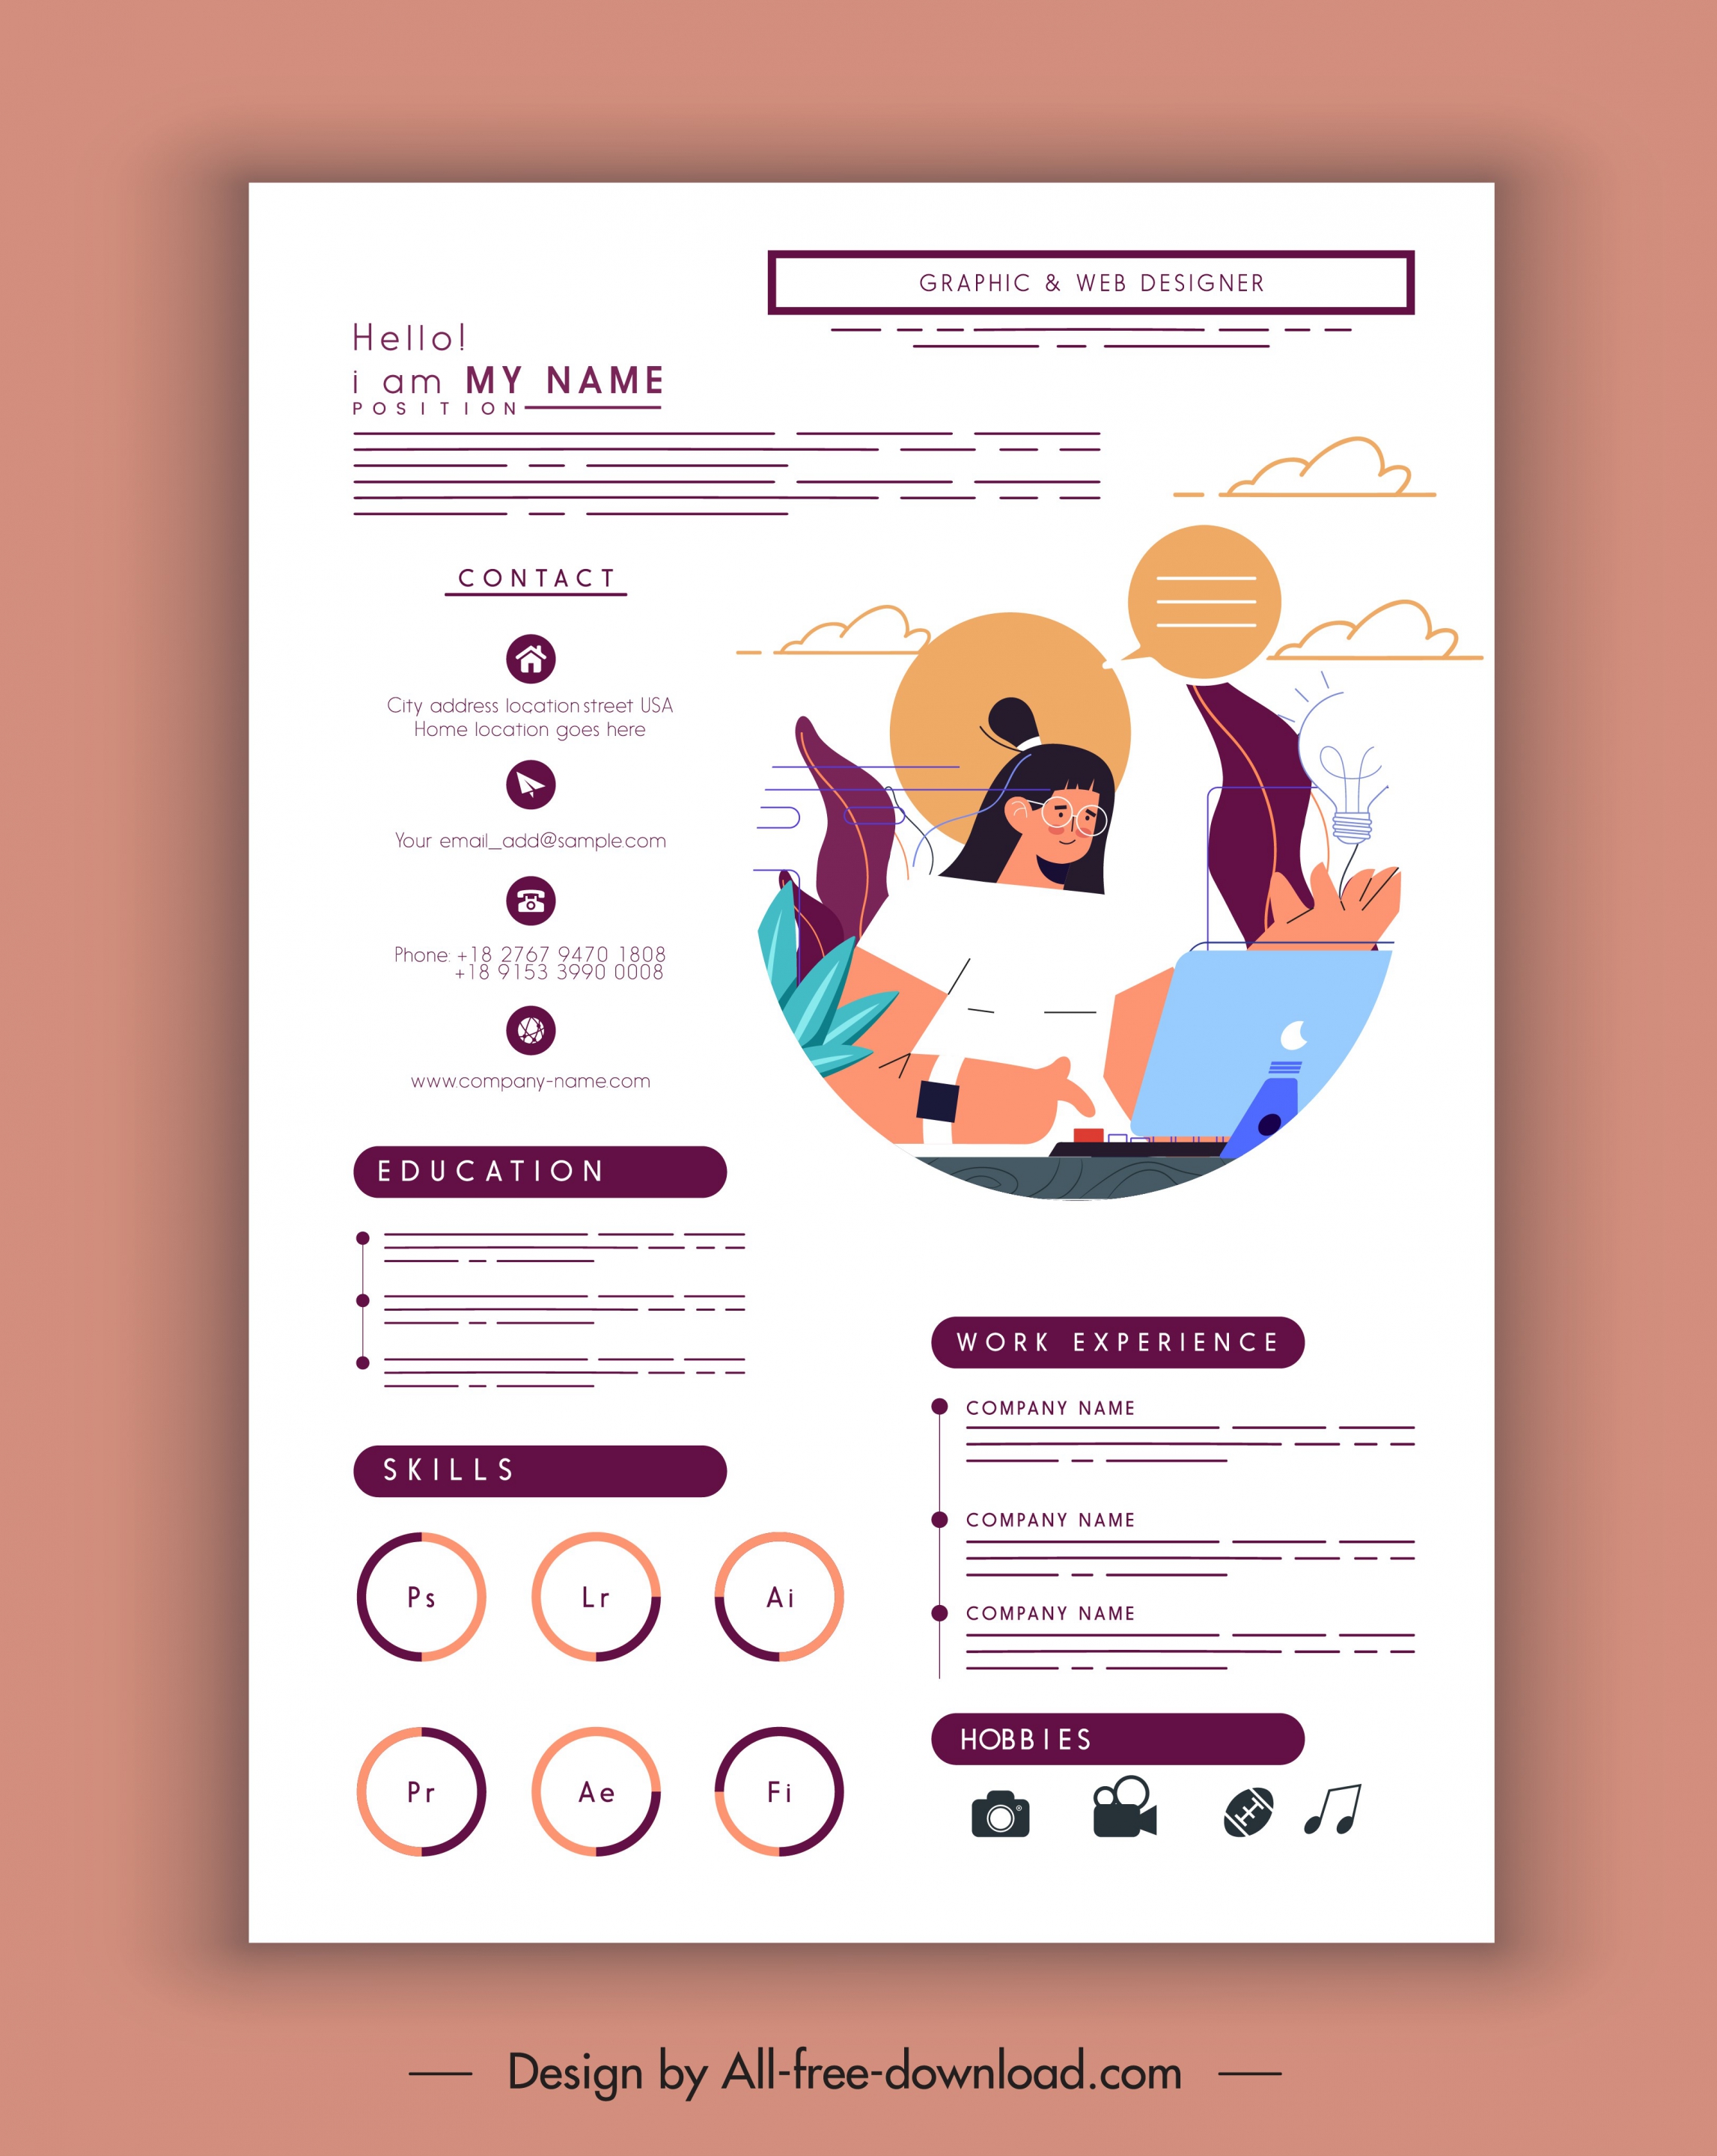 GRAPHIC & WEB DESIGNER
Hello!
i am MY NAME
POSITION
CONTACT
City address location street USA
Home location goes here
Your email_add@sample.com
Phone: +18 2767 9470 1808
+18 9153 3990 0008
www.company-name.com
EDUCATION
SKILLS
Ps Lr Ai
Pr Ae Fi
WORK EXPERIENCE
COMPANY NAME
COMPANY NAME
COMPANY NAME
HOBBIES
Design by All-free-download.com